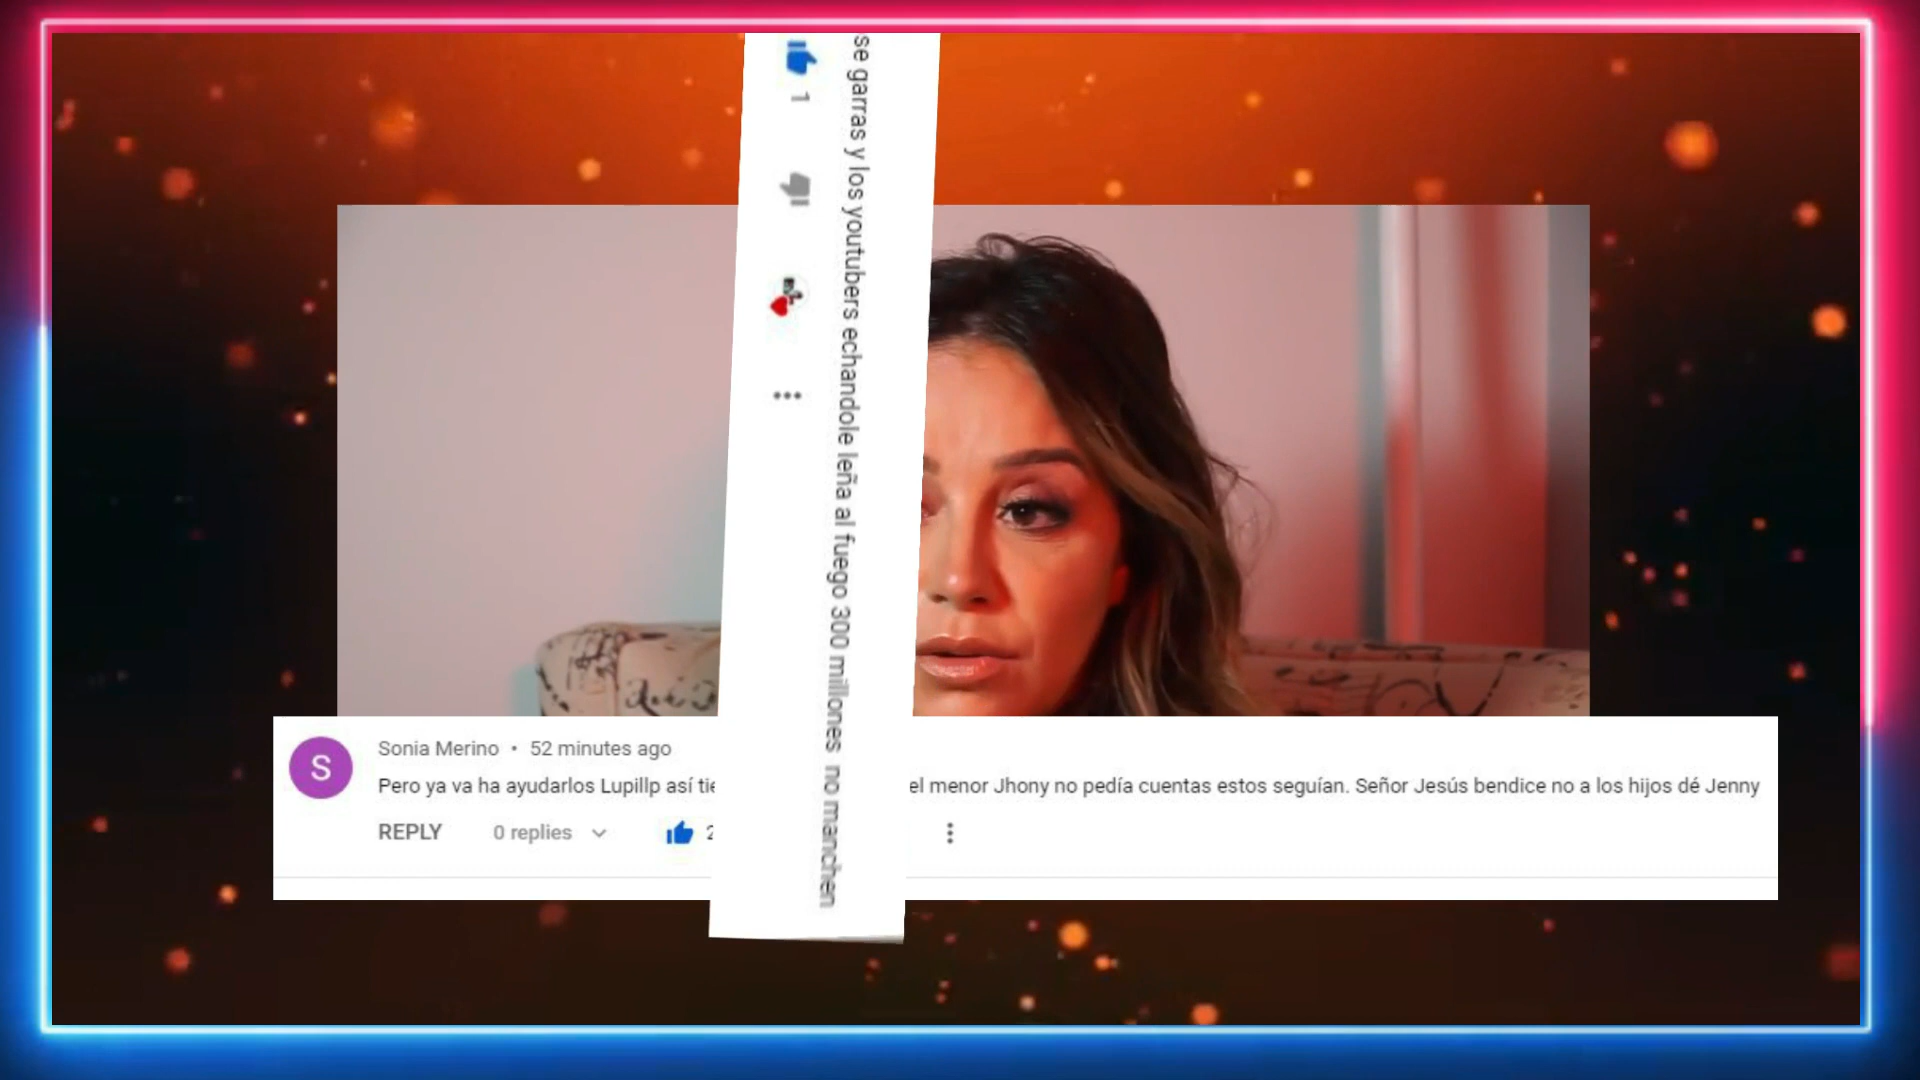 1
se garras y los youtubers echandole leña al fuego 300 millones no manchen
S
Sonia Merino • 52 minutes ago
Pero ya va ha ayudarlos Lupillp así el menor Jhony no pedía cuentas estos seguían. Señor Jesús bendice no a los hijos dé Jenny
REPLY 0 replies 2